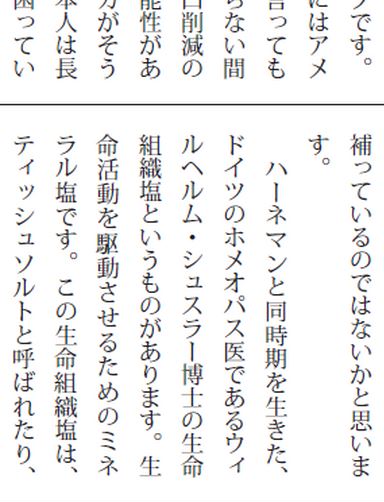 プです。
にはアメ
言っても
らない間
口削減の
能性があ
方がそう
本人は長
困ってい
補っているのではないかと思いま
す。
ハーネマンと同時期を生きた、
ドイツのホメオパス医であるウィ
ルヘルム・シュスラー博士の生命
組織塩というものがあります。生
命活動を駆動させるためのミネ
ラル塩です。この生命組織塩は、
ティッシュソルトと呼ばれたり、